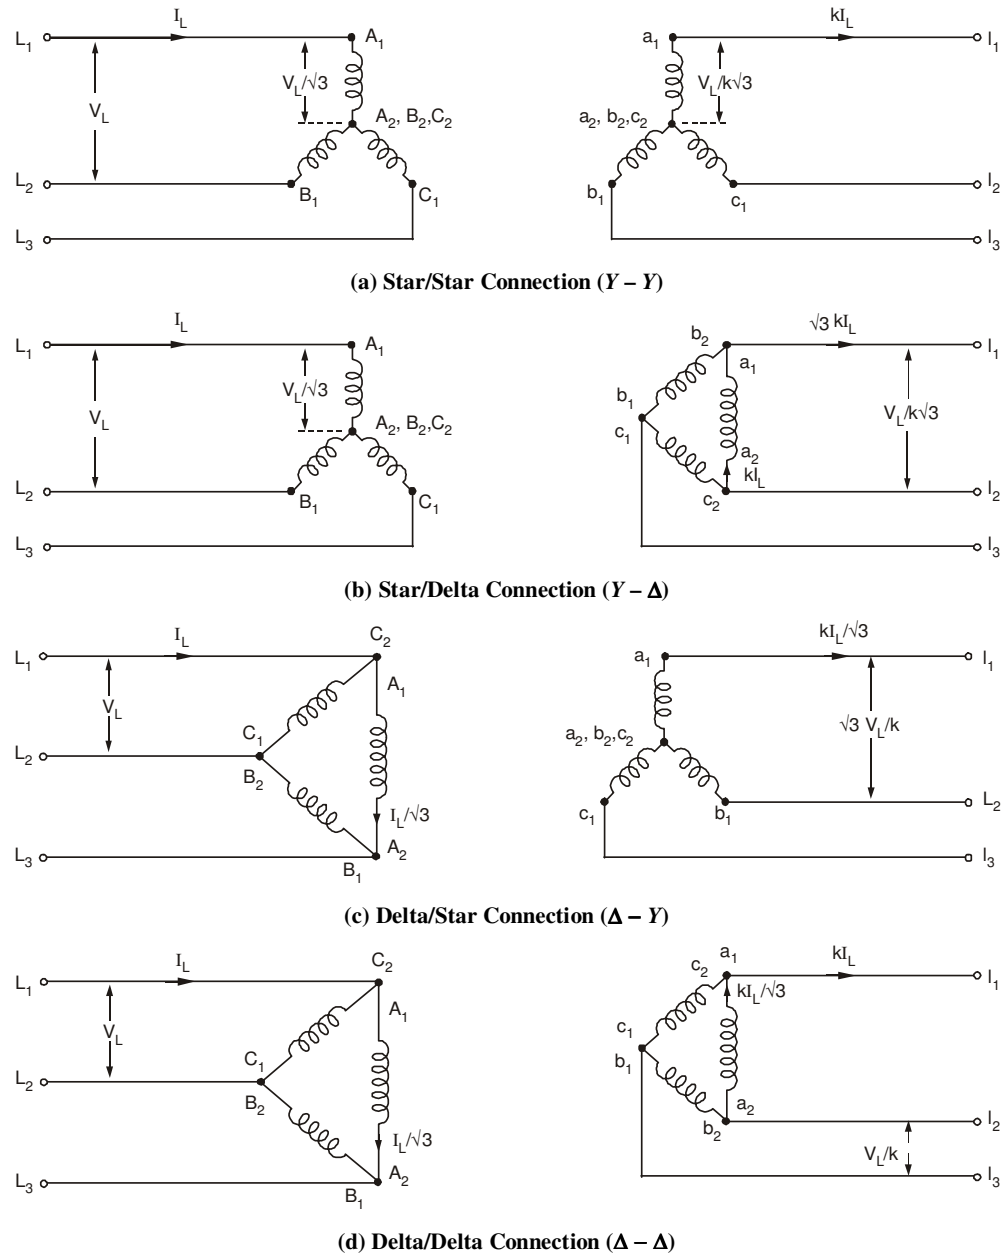 I_L
kI_L
L₁
A₁
a₁
l₁
V_L/√3
V_L/k√3
V_L
A₂, B₂,C₂
a₂, b₂,c₂
L₂
B₁
C₁
b₁
c₁
l₂
L₃
l₃
(a) Star/Star Connection (Y – Y)
I_L
√3 kI_L
L₁
A₁
b₂
a₁
l₁
V_L/√3
V_L
A₂, B₂,C₂
b₁
c₁
V_L/k√3
a₂
kI_L
L₂
B₁
C₁
c₂
l₂
L₃
l₃
(b) Star/Delta Connection (Y – Δ)
I_L
C₂
kI_L/√3
L₁
A₁
a₁
l₁
V_L
C₁
a₂, b₂,c₂
√3 V_L/k
L₂
B₂
I_L/√3
c₁
b₁
L₂
L₃
B₁
A₂
l₃
(c) Delta/Star Connection (Δ – Y)
I_L
C₂
a₁
kI_L
L₁
A₁
c₂
kI_L/√3
l₁
V_L
C₁
c₁
b₁
L₂
B₂
a₂
b₂
l₂
I_L/√3
V_L/k
L₃
B₁
A₂
l₃
(d) Delta/Delta Connection (Δ – Δ)